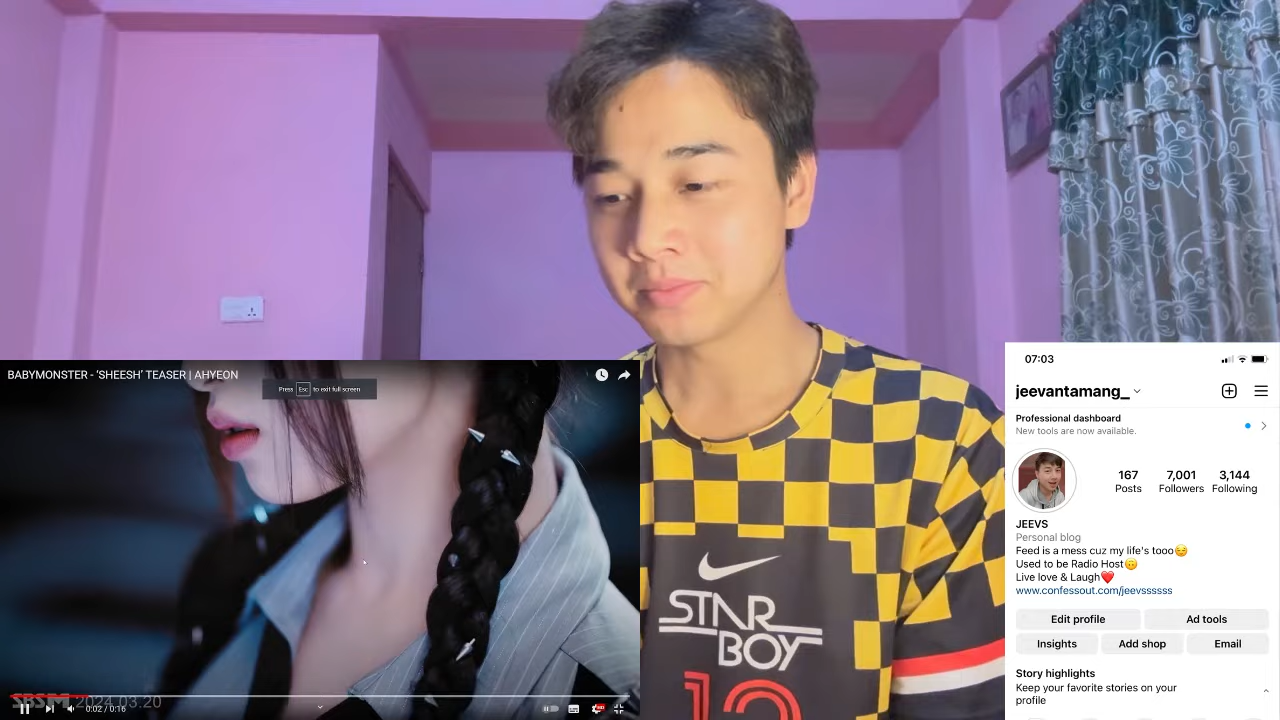 BABYMONSTER - 'SHEESH' TEASER | AHYEON
Press Esc to exit full screen
2024.03.20
0:02 / 0:16
STAR
BOY
12
07:03
jeevantamang_
Professional dashboard
New tools are now available.
167 7,001 3,144
Posts Followers Following
JEEVS
Personal blog
Feed is a mess cuz my life's tooo😌
Used to be Radio Host🙂
Live love & Laugh❤️
www.confessout.com/jeevssssss
Edit profile Ad tools
Insights Add shop Email
Story highlights
Keep your favorite stories on your
profile